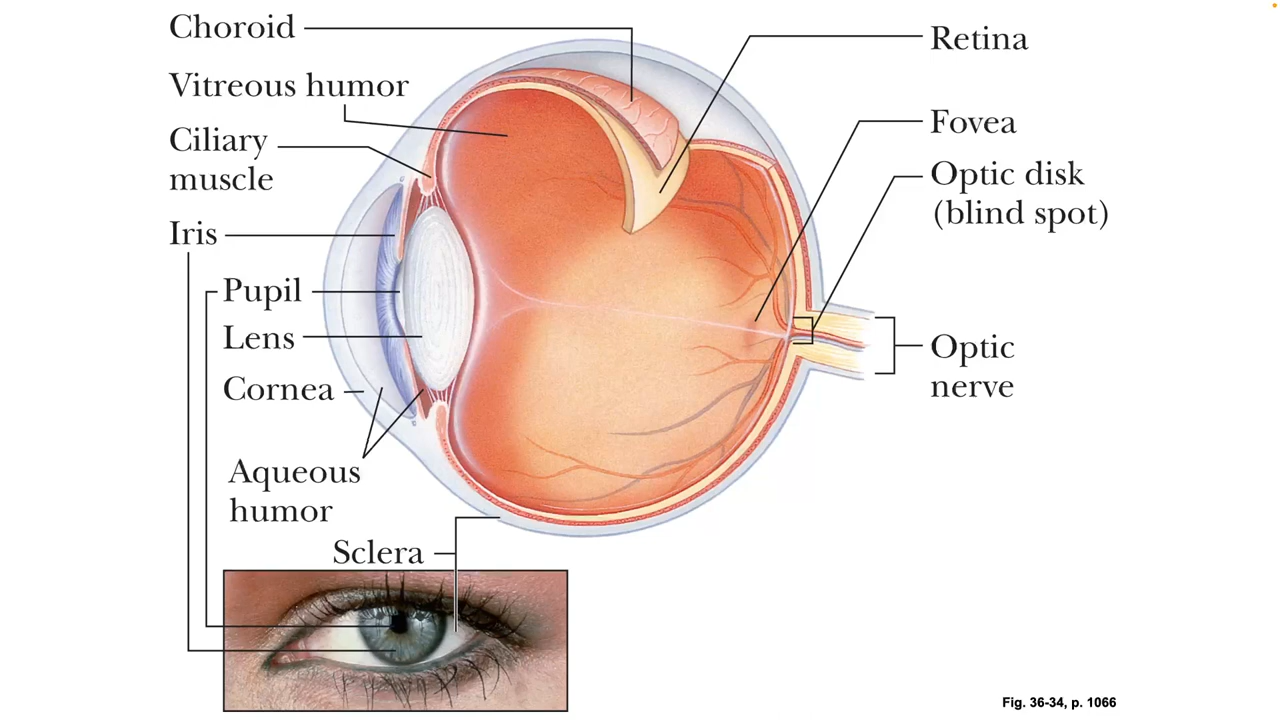 Choroid
Vitreous humor
Ciliary
muscle
Iris
Pupil
Lens
Cornea
Aqueous
humor
Sclera
Retina
Fovea
Optic disk
(blind spot)
Optic
nerve
Fig. 36-34, p. 1066